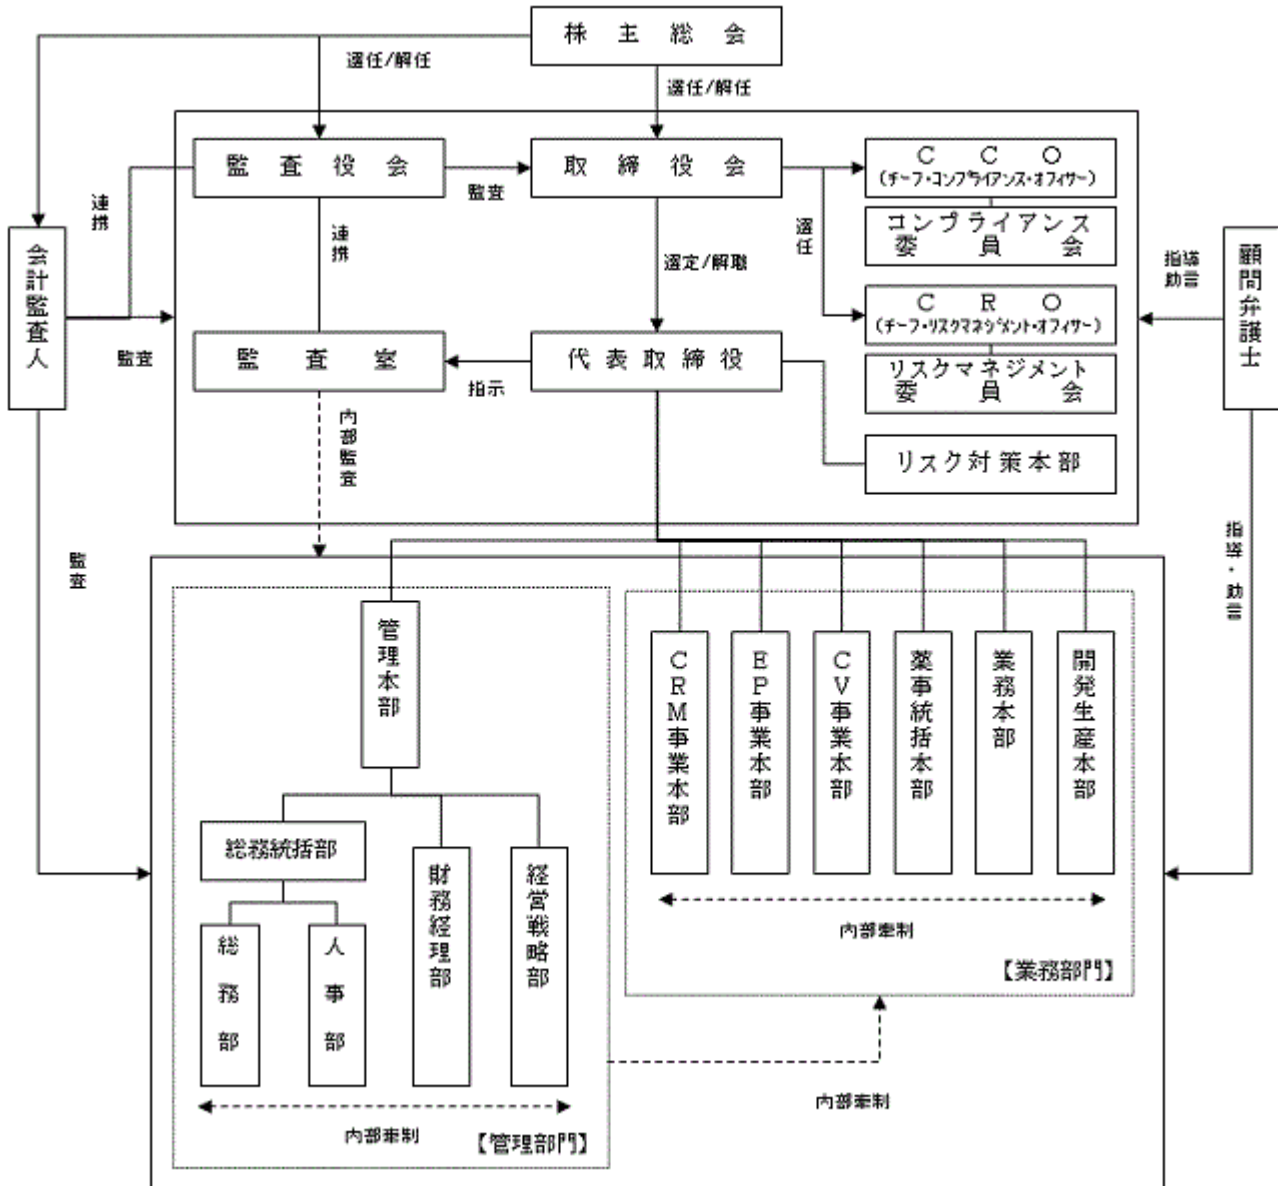 株主総会
選任/解任
選任/解任
監査役会
監査
取締役会
CCO
(チーフ・コンプライアンス・オフィサー)
コンプライアンス
委員会
連携
連携
選任
選定/解職
会計監査人
監査
CRO
(チーフ・リスクマネジメント・オフィサー)
リスクマネジメント
委員会
指導
助言
顧問弁護士
監査室
指示
代表取締役
内部監査
リスク対策本部
監査
指導・助言
管理本部
CRM事業本部
EP事業本部
CV事業本部
薬事統括本部
業務本部
開発生産本部
総務統括部
財務経理部
経営戦略部
総務部
人事部
内部牽制
【業務部門】
内部牽制
内部牽制
【管理部門】